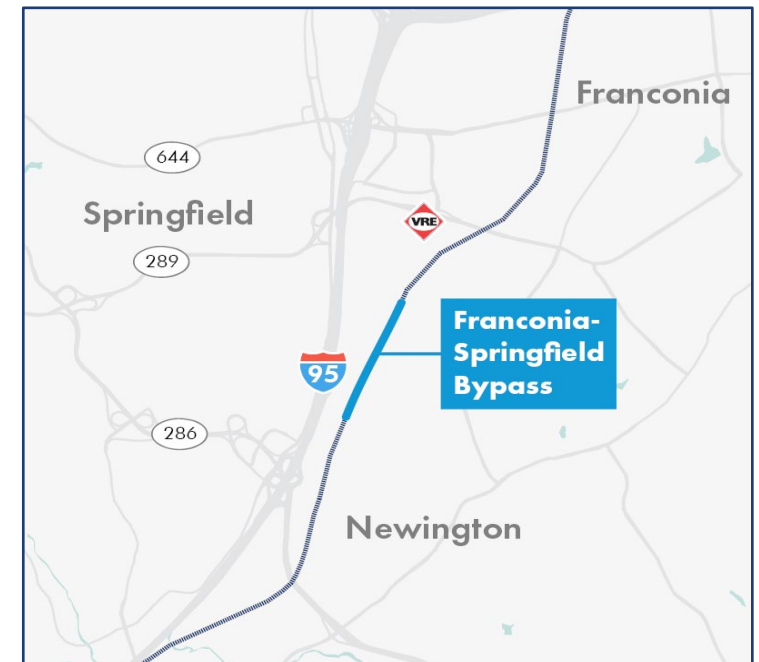 Franconia
644
Springfield
VRE
289
Franconia-
Springfield
Bypass
95
286
Newington